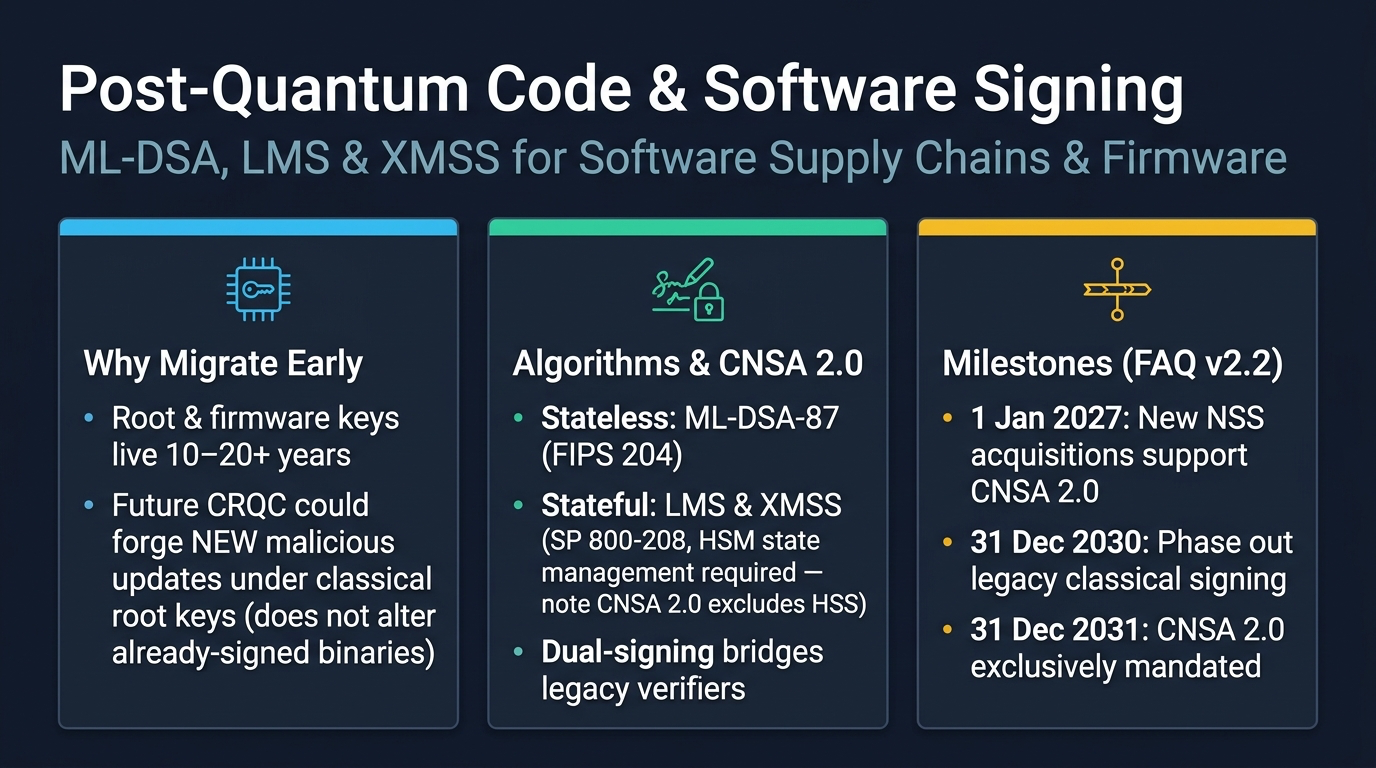 Post-Quantum Code & Software Signing
ML-DSA, LMS & XMSS for Software Supply Chains & Firmware
Why Migrate Early
• Root & firmware keys
live 10–20+ years
• Future CRQC could
forge NEW malicious
updates under classical
root keys (does not alter
already-signed binaries)
Algorithms & CNSA 2.0
• Stateless: ML-DSA-87
(FIPS 204)
• Stateful: LMS & XMSS
(SP 800-208, HSM state
management required —
note CNSA 2.0 excludes HSS)
• Dual-signing bridges
legacy verifiers
Milestones (FAQ v2.2)
• 1 Jan 2027: New NSS
acquisitions support
CNSA 2.0
• 31 Dec 2030: Phase out
legacy classical signing
• 31 Dec 2031: CNSA 2.0
exclusively mandated